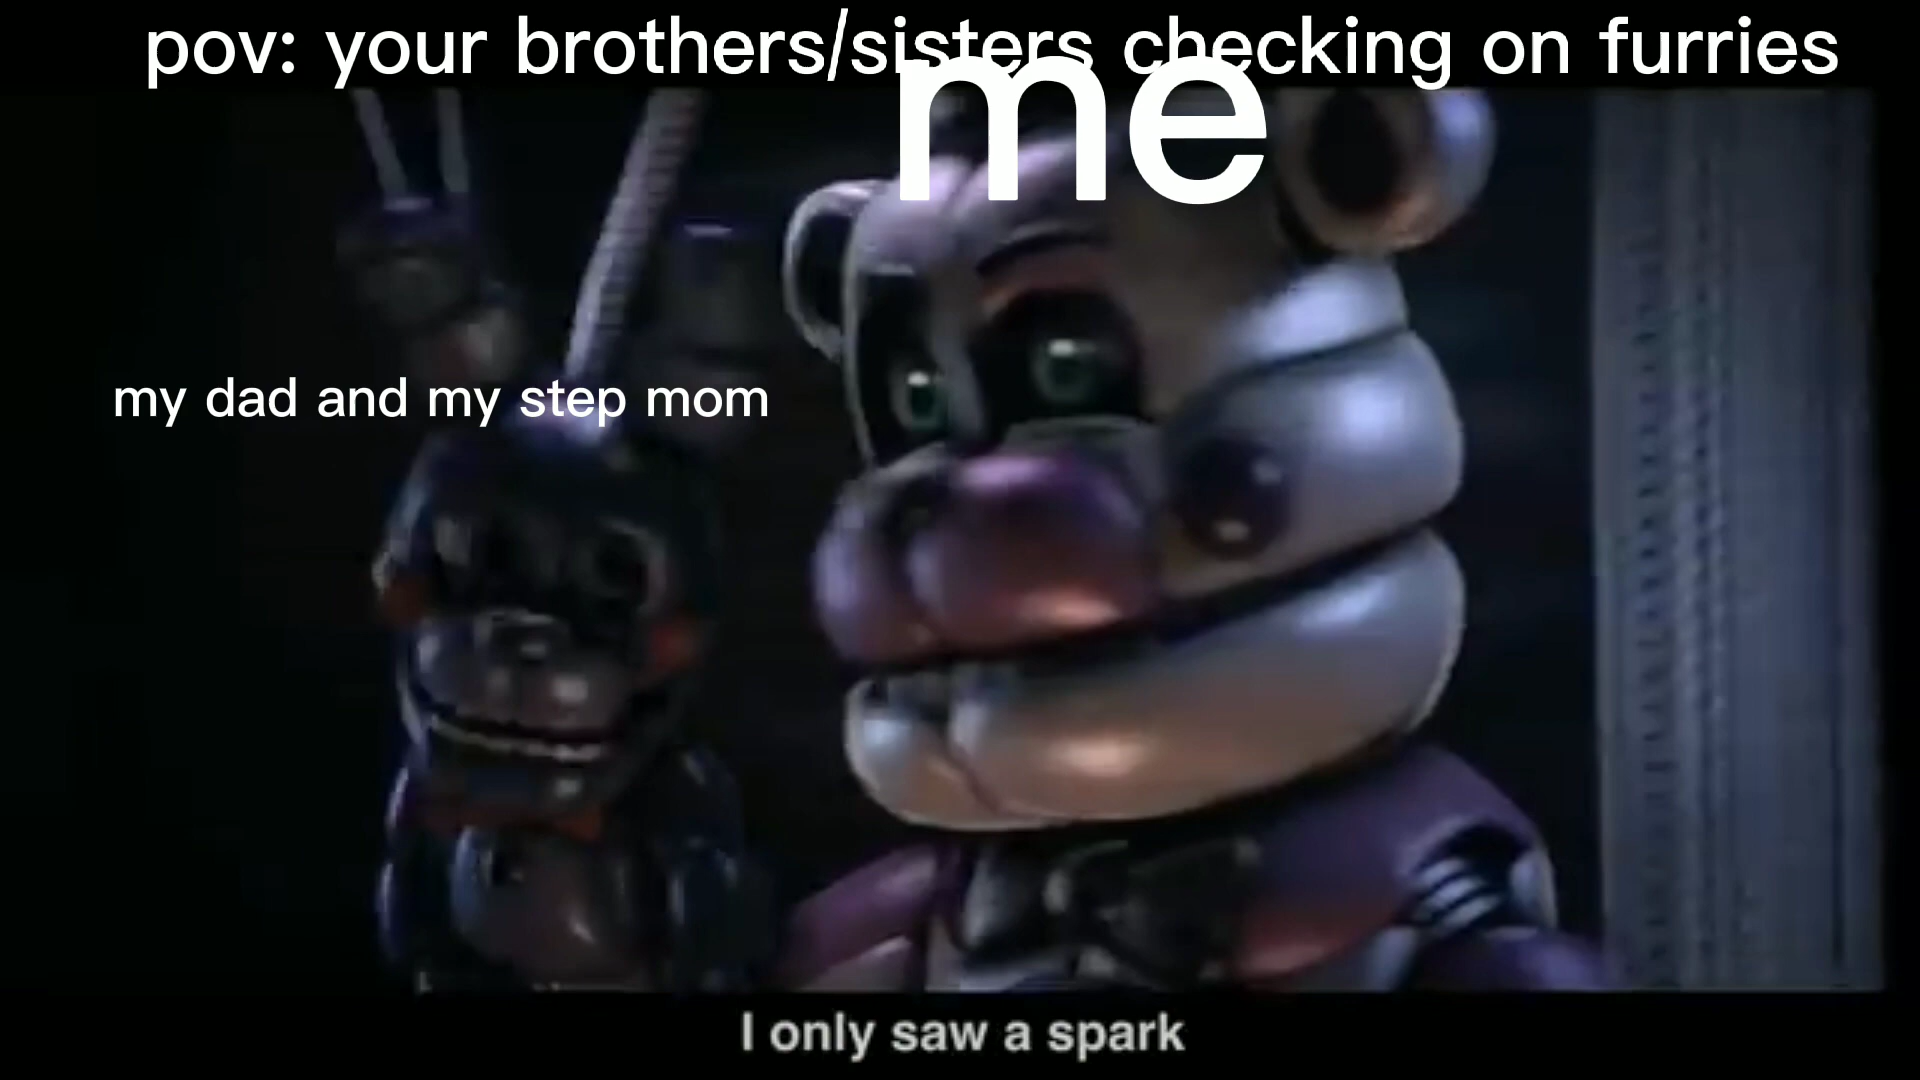 pov: your brothers/sisters checking on furries
me
my dad and my step mom
I only saw a spark